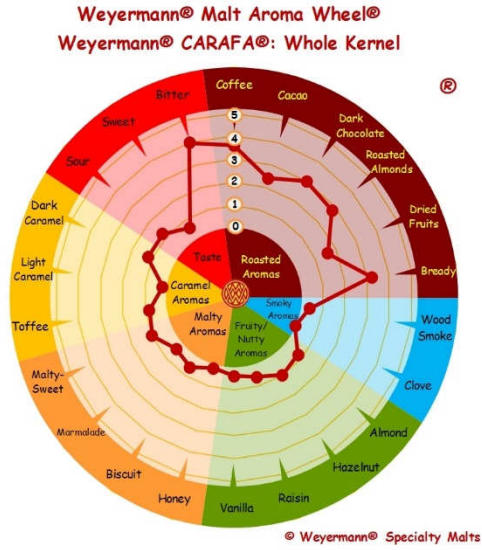 Weyermann® Malt Aroma Wheel®
Weyermann® CARAFA®: Whole Kernel
®
Coffee
Cacao
Dark
Chocolate
Roasted
Almonds
Dried
Fruits
Bready
Wood
Smoke
Clove
Almond
Hazelnut
Raisin
Vanilla
Honey
Biscuit
Marmalade
Malty-
Sweet
Toffee
Light
Caramel
Dark
Caramel
Sour
Sweet
Bitter
5
4
3
2
1
0
Taste
Roasted
Aromas
Caramel
Aromas
Smoky
Aromas
Malty
Aromas
Fruity/
Nutty
Aromas
© Weyermann® Specialty Malts